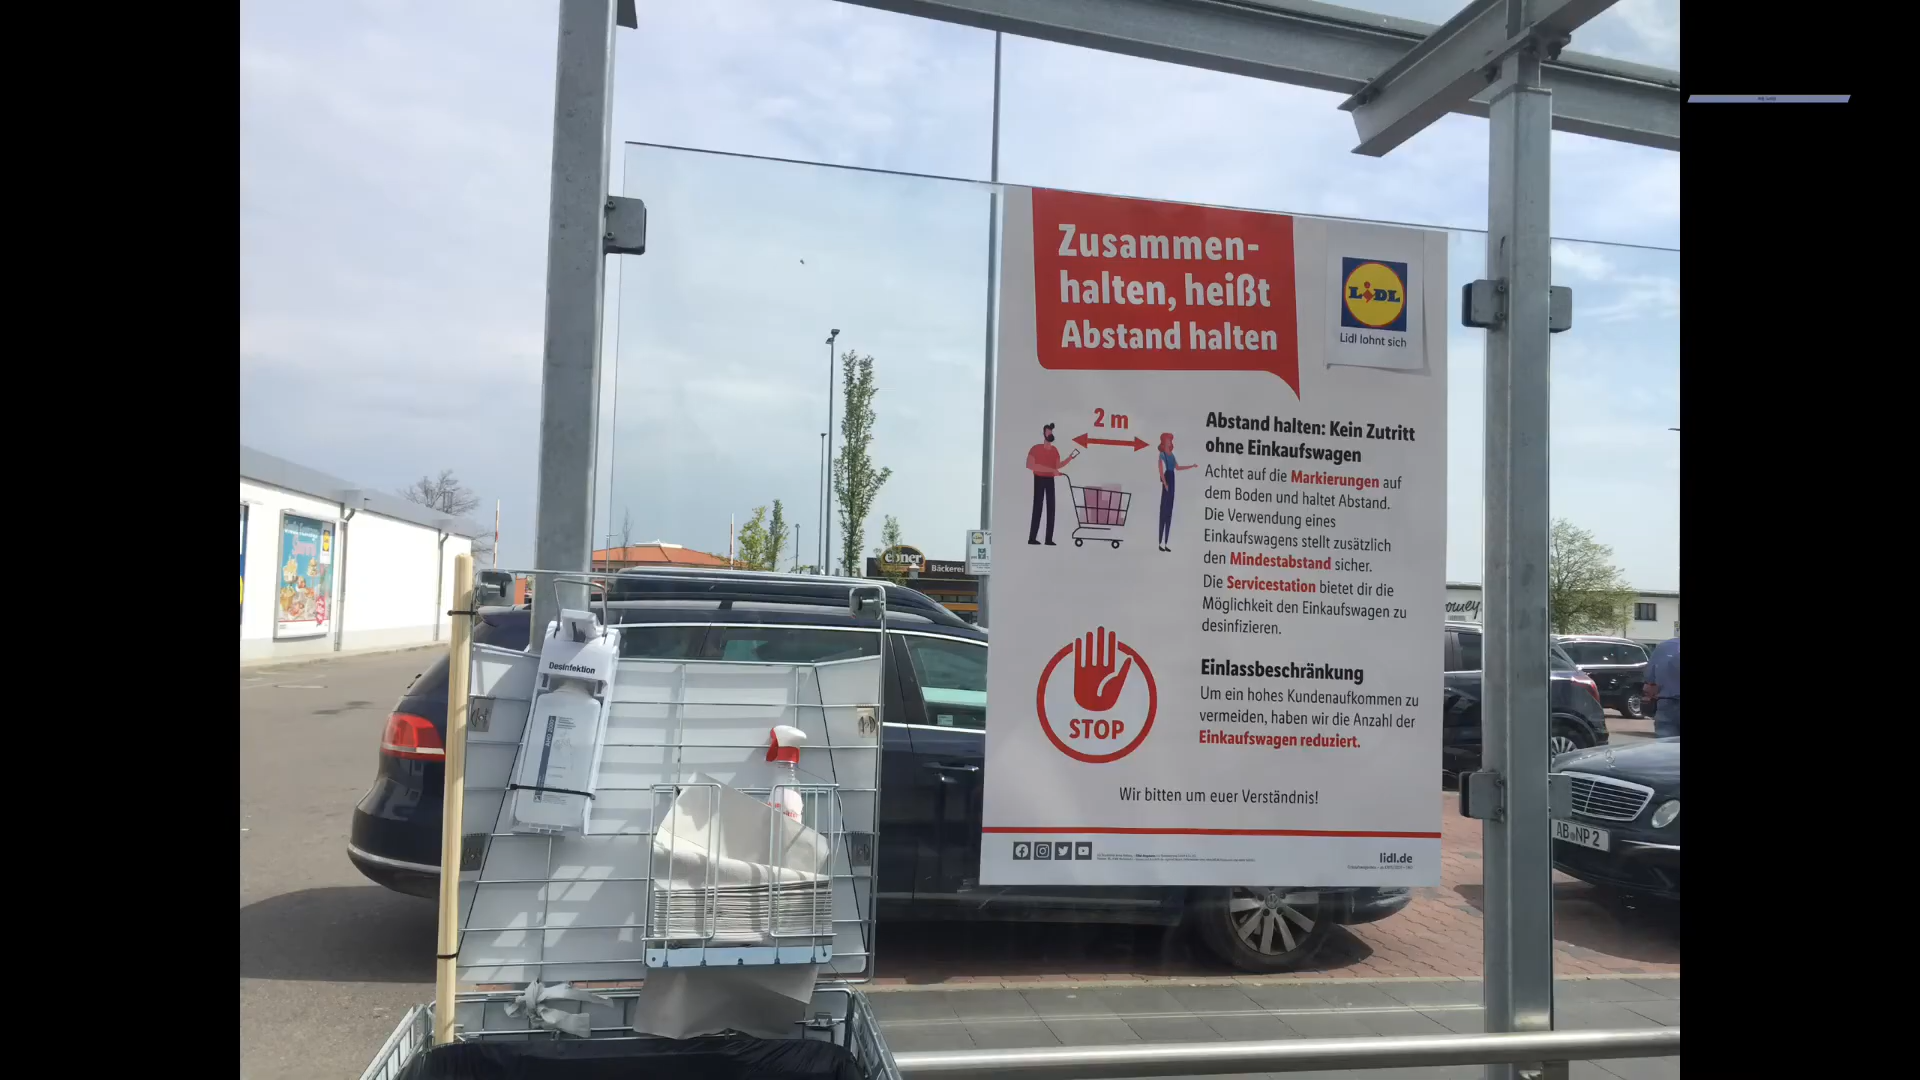 Zusammen-
halten, heißt
Abstand halten
LIDL
Lidl lohnt sich
2 m
Abstand halten: Kein Zutritt
ohne Einkaufswagen
Achtet auf die Markierungen auf
dem Boden und haltet Abstand.
Die Verwendung eines
Einkaufswagens stellt zusätzlich
den Mindestabstand sicher.
Die Servicestation bietet dir die
Möglichkeit den Einkaufswagen zu
desinfizieren.
STOP
Einlassbeschränkung
Um ein hohes Kundenaufkommen zu
vermeiden, haben wir die Anzahl der
Einkaufswagen reduziert.
Wir bitten um euer Verständnis!
lidl.de
Desinfektion
ebner
Bäckerei
AB NP 2